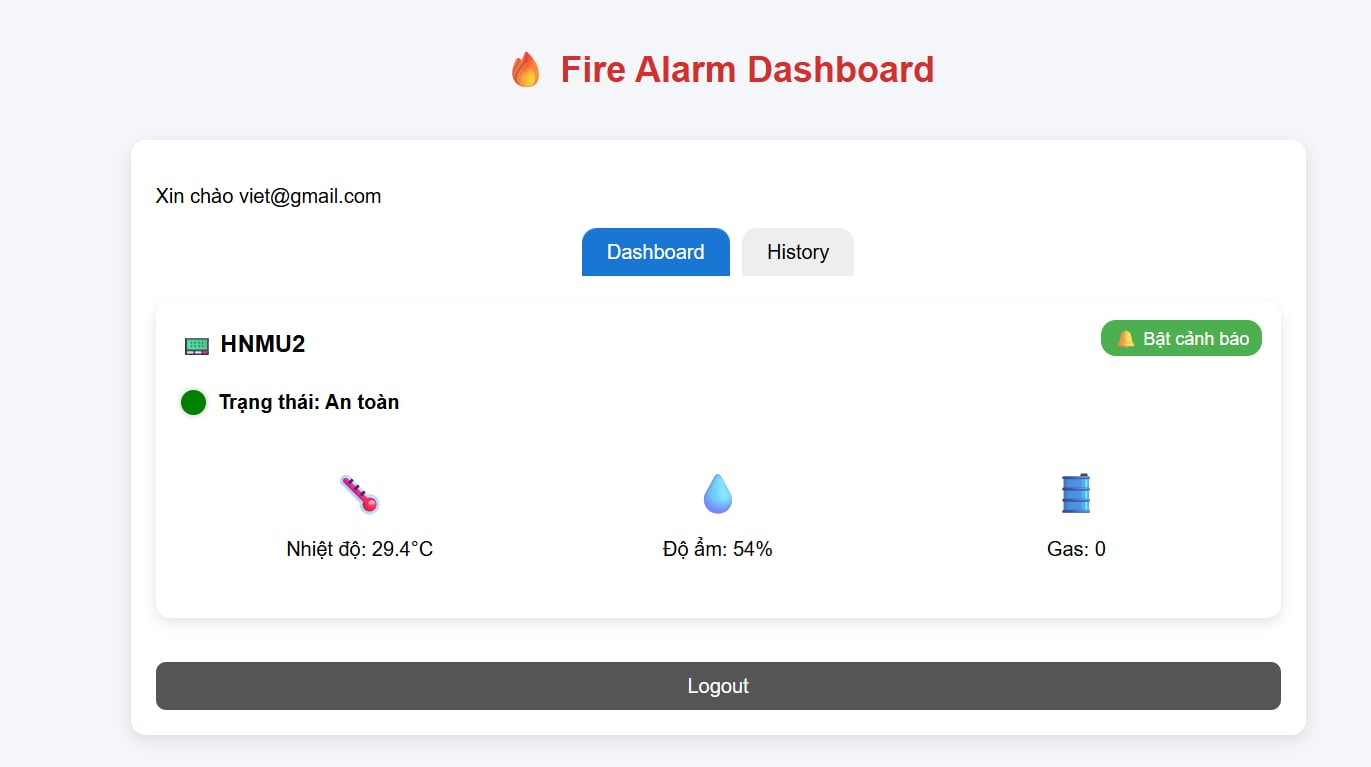 Fire Alarm Dashboard
Xin chào viet@gmail.com
Dashboard
History
HNMU2
Bật cảnh báo
Trạng thái: An toàn
Nhiệt độ: 29.4°C
Độ ẩm: 54%
Gas: 0
Logout